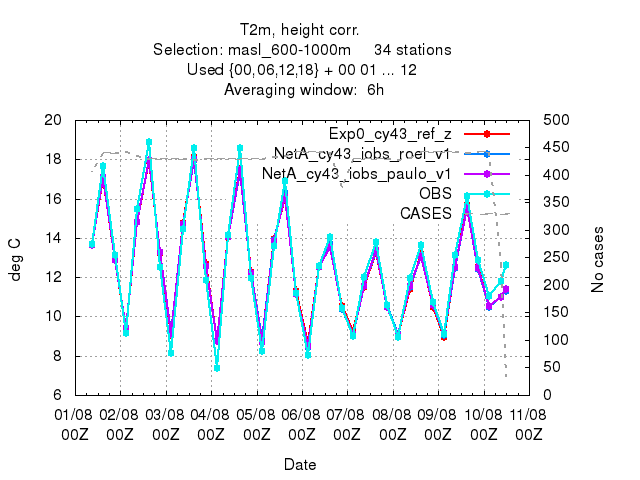 T2m, height corr.
Selection: masl_600-1000m 34 stations
Used {00,06,12,18} + 00 01 ... 12
Averaging window: 6h
Exp0_cy43_ref_z
NetA_cy43_iobs_roel_v1
NetA_cy43_iobs_paulo_v1
OBS
CASES
deg C
20
18
16
14
12
10
8
6
500
450
400
350
300
250
200
150
100
50
0
No cases
01/08 02/08 03/08 04/08 05/08 06/08 07/08 08/08 09/08 10/08 11/08
00Z 00Z 00Z 00Z 00Z 00Z 00Z 00Z 00Z 00Z 00Z
Date